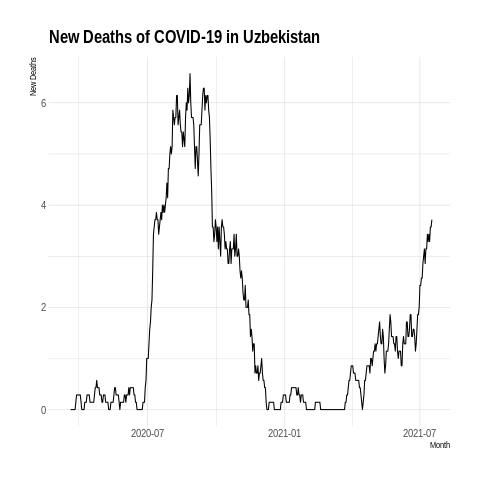 New Deaths of COVID-19 in Uzbekistan
New Deaths
6
4
2
0
2020-07
2021-01
2021-07
Month